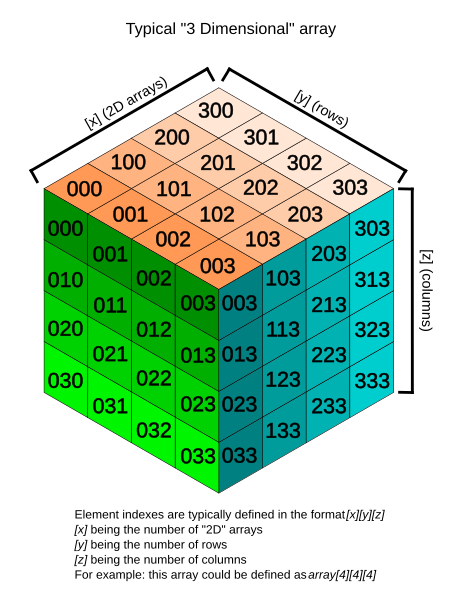 Typical "3 Dimensional" array
[x] (2D arrays)
[y] (rows)
[z] (columns)
300
200 301
100 201 302
000 101 202 303
001 102 203
002 103
003
000 001 002 003
010 011 012 013
020 021 022 023
030 031 032 033
003 103 203 303
013 113 213 313
023 123 223 323
033 133 233 333
Element indexes are typically defined in the format [x][y][z]
[x] being the number of "2D" arrays
[y] being the number of rows
[z] being the number of columns
For example: this array could be defined as array[4][4][4]